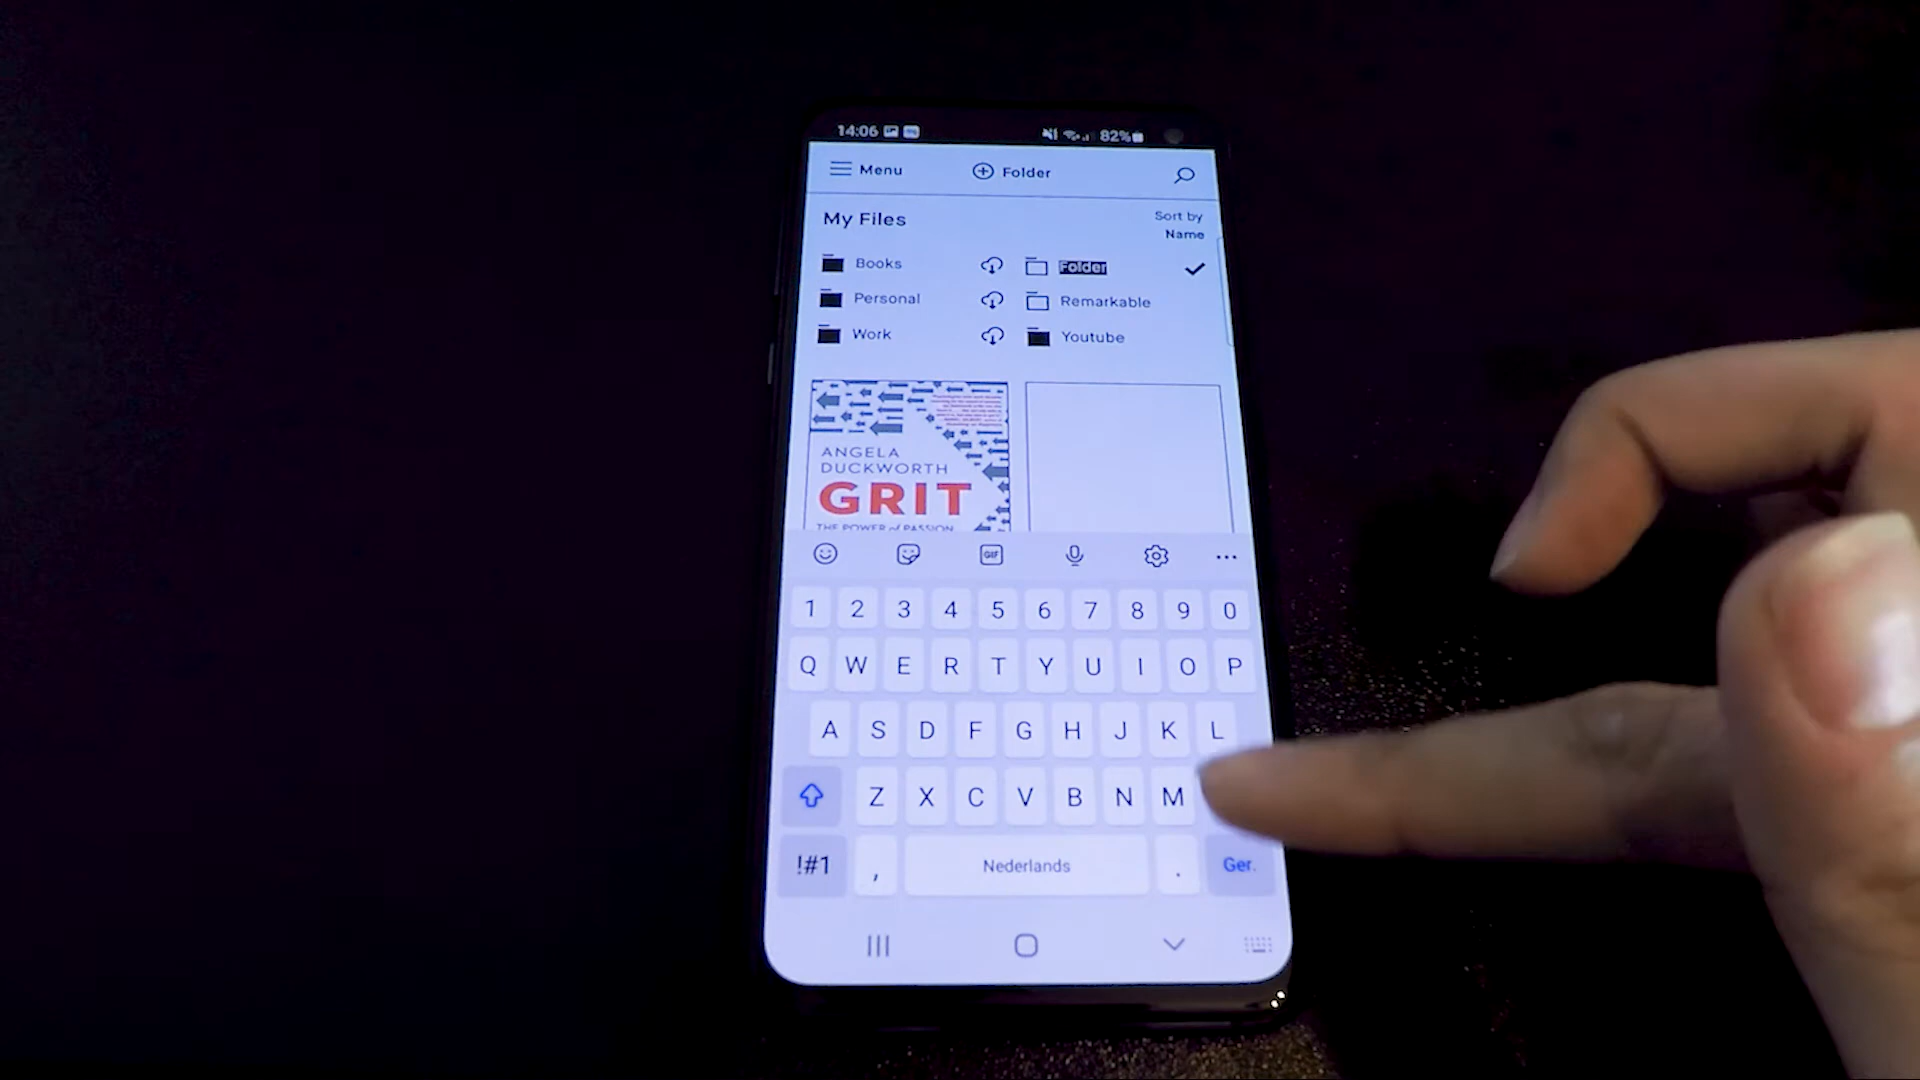 14:06 82%
Menu Folder
My Files Sort by
Name
Books Folder
Personal Remarkable
Work Youtube
ANGELA
DUCKWORTH
GRIT
THE POWER of PASSION
GIF
1 2 3 4 5 6 7 8 9 0
Q W E R T Y U I O P
A S D F G H J K L
Z X C V B N M
!#1 , Nederlands . Ger.